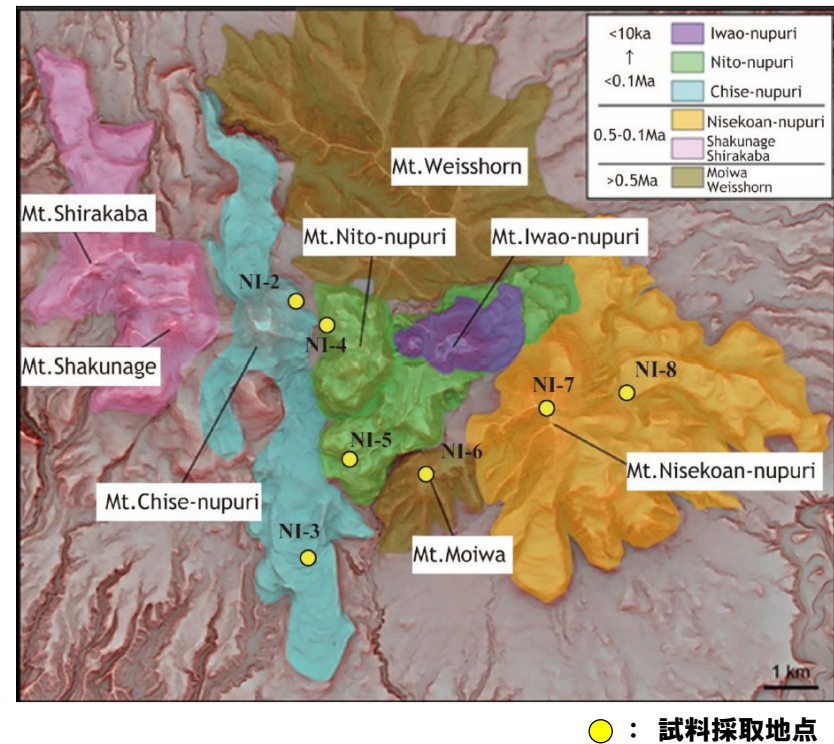 <10ka
↑
<0.1Ma
Iwao-nupuri
Nito-nupuri
Chise-nupuri
0.5-0.1Ma
Nisekoan-nupuri
Shakunage
Shirakaba
>0.5Ma
Moiwa
Weisshorn
Mt.Weisshorn
Mt.Shirakaba
Mt.Nito-nupuri
Mt.Iwao-nupuri
NI-2
NI-4
Mt.Shakunage
NI-7
NI-8
NI-5
NI-6
Mt.Nisekoan-nupuri
Mt.Chise-nupuri
NI-3
Mt.Moiwa
1 km
： 試料採取地点